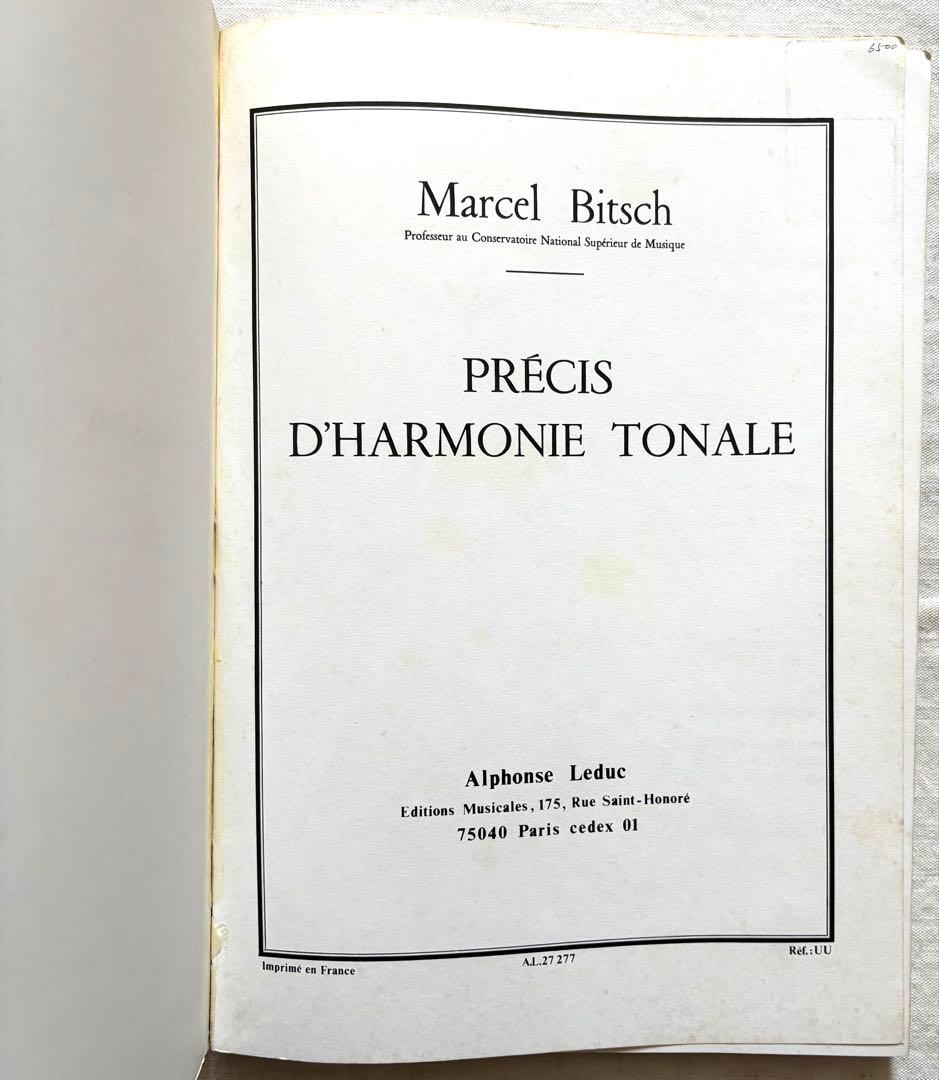 6500
Marcel Bitsch
Professeur au Conservatoire National Supérieur de Musique
PRÉCIS
D'HARMONIE TONALE
Alphonse Leduc
Editions Musicales, 175, Rue Saint-Honoré
75040 Paris cedex 01
Imprimé en France
A.L.27 277
Réf.: UU